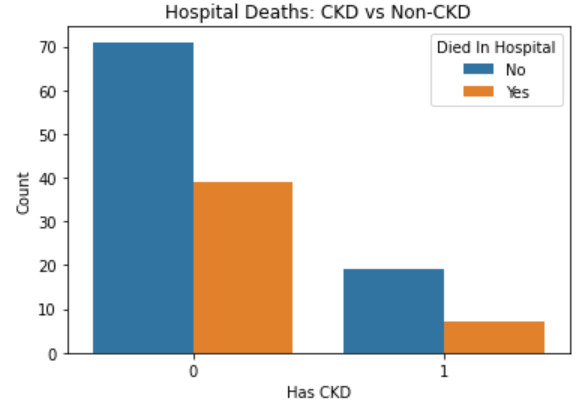 Hospital Deaths: CKD vs Non-CKD
Died In Hospital
No
Yes
70
60
50
40
30
20
10
0
Count
0 1
Has CKD